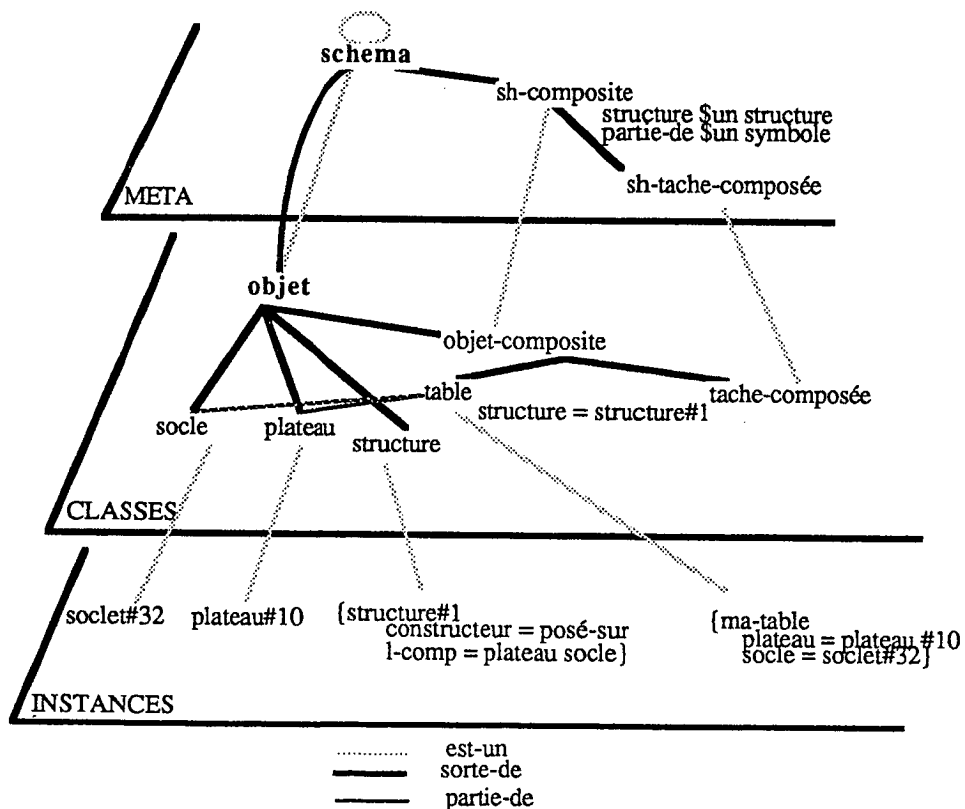 schema
sh-composite
structure $un structure
partie-de $un symbole
sh-tache-composée
META
objet
objet-composite
table
tache-composée
structure = structure#1
socle
plateau
structure
CLASSES
soclet#32
plateau#10
{structure#1
constructeur = posé-sur
l-comp = plateau socle}
{ma-table
plateau = plateau #10
socle = soclet#32}
INSTANCES
est-un
sorte-de
partie-de